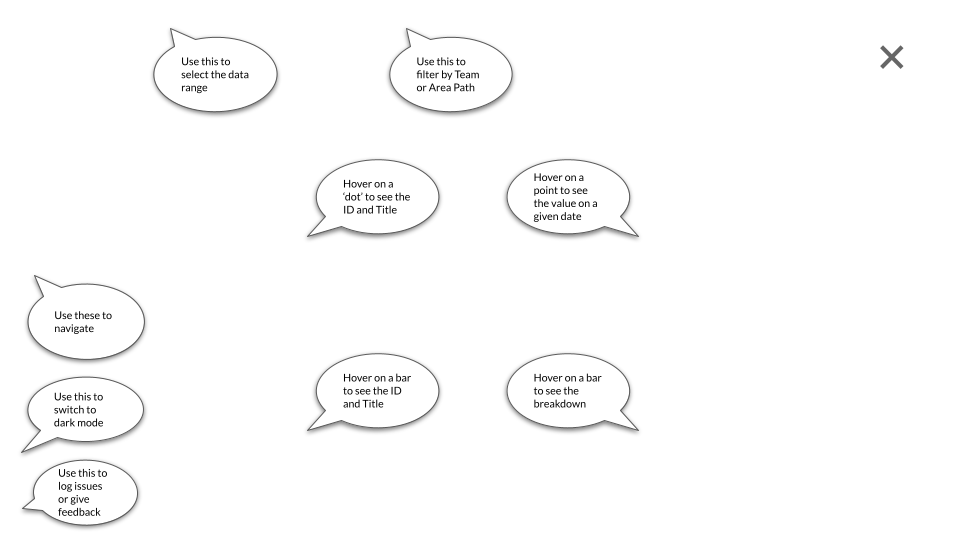 Use this to
select the data
range
Use this to
filter by Team
or Area Path
Hover on a
‘dot’ to see the
ID and Title
Hover on a
point to see
the value on a
given date
Use these to
navigate
Hover on a bar
to see the ID
and Title
Hover on a bar
to see the
breakdown
Use this to
switch to
dark mode
Use this to
log issues
or give
feedback